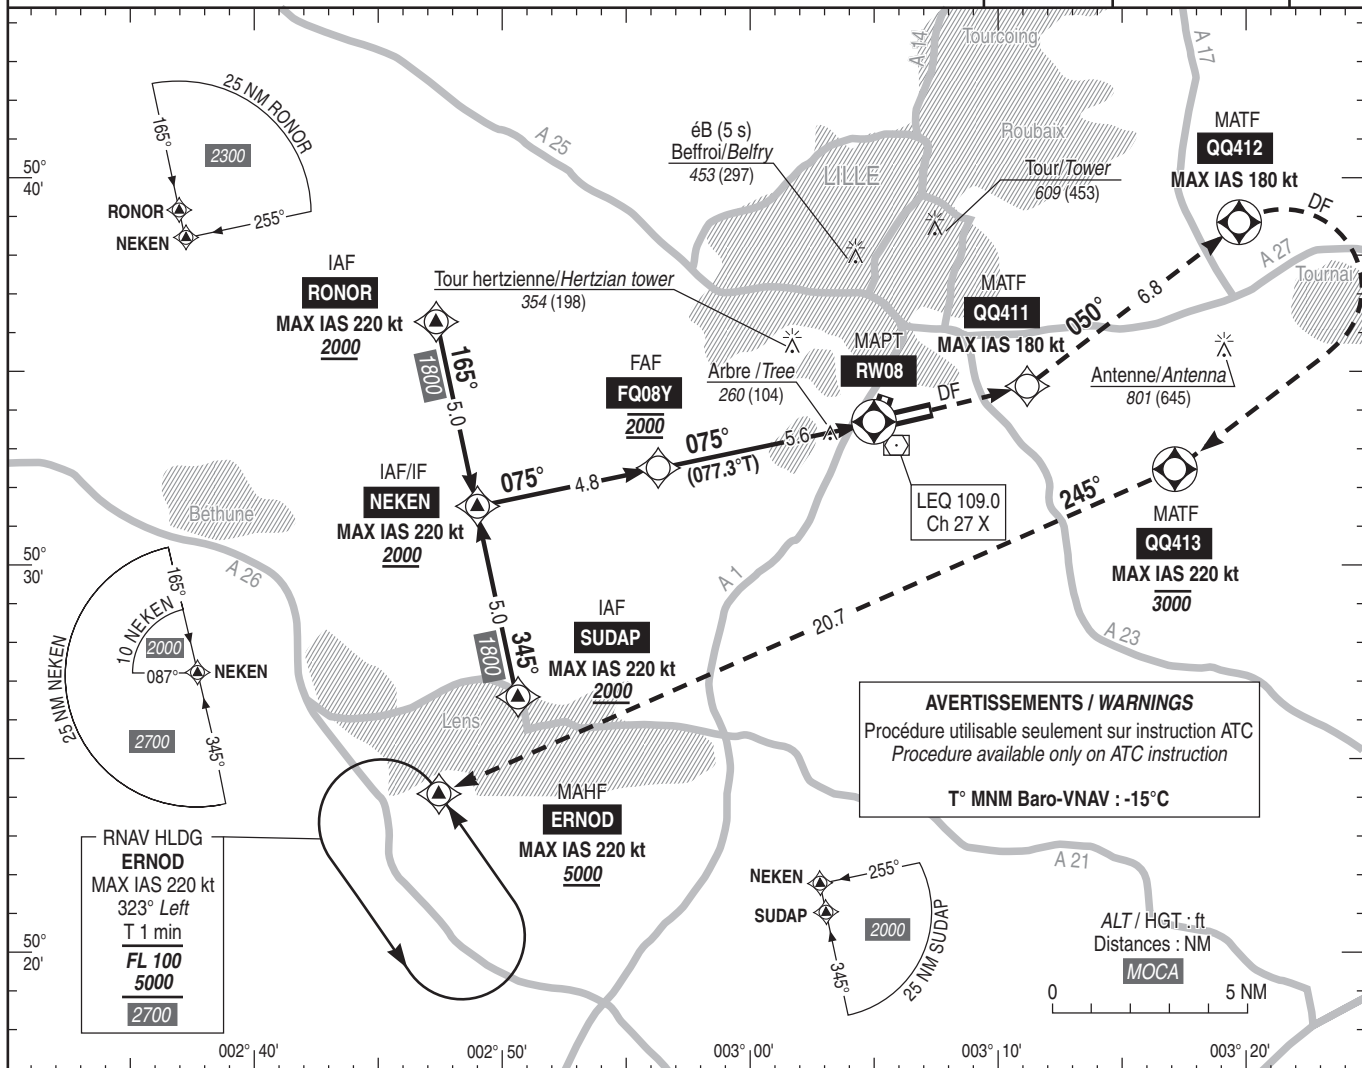 A 14
Tourcoing
A 17
25 NM RONOR
165°
2300
RONOR
NEKEN
255°
50°
40'
A 25
éB (5 s)
Beffroi/Belfry
453 (297)
LILLE
Roubaix
Tour/Tower
609 (453)
MATF
QQ412
MAX IAS 180 kt
DF
A 27
Tournai
IAF
RONOR
MAX IAS 220 kt
2000
Tour hertzienne/Hertzian tower
354 (198)
MATF
QQ411
MAX IAS 180 kt
050°
6.8
1800
165°
5.0
FAF
FQ08Y
2000
Arbre /Tree
260 (104)
MAPT
RW08
DF
Antenne/Antenna
801 (645)
075°
(077.3°T)
5.6
IAF/IF
NEKEN
MAX IAS 220 kt
2000
075°
4.8
LEQ 109.0
Ch 27 X
245°
MATF
QQ413
MAX IAS 220 kt
3000
Béthune
50°
30'
A 26
A 1
A 23
20.7
25 NM NEKEN
10 NEKEN
165°
2000
087°
NEKEN
2700
345°
5.0
1800
345°
IAF
SUDAP
MAX IAS 220 kt
2000
Lens
AVERTISSEMENTS / WARNINGS
Procédure utilisable seulement sur instruction ATC
Procedure available only on ATC instruction
T° MNM Baro-VNAV : -15°C
MAHF
ERNOD
MAX IAS 220 kt
5000
RNAV HLDG
ERNOD
MAX IAS 220 kt
323° Left
T 1 min
FL 100
5000
2700
A 21
NEKEN
SUDAP
255°
2000
345°
25 NM SUDAP
ALT / HGT : ft
Distances : NM
MOCA
0
5 NM
50°
20'
002° 40'
002° 50'
003° 00'
003° 10'
003° 20'